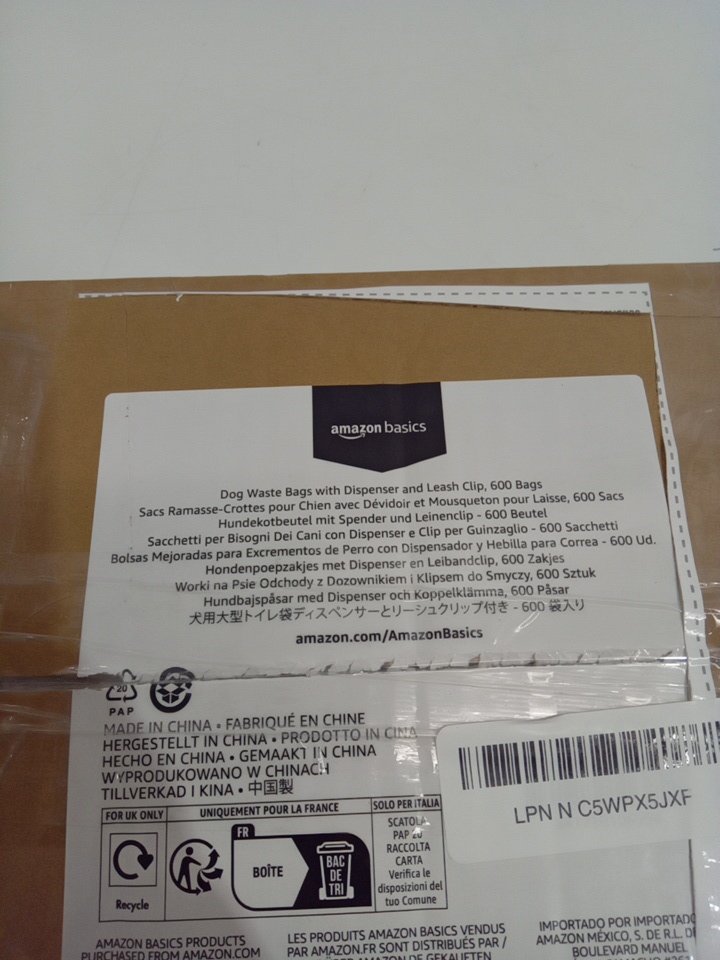 amazon basics
Dog Waste Bags with Dispenser and Leash Clip, 600 Bags
Sacs Ramasse-Crottes pour Chien avec Dévidoir et Mousqueton pour Laisse, 600 Sacs
Hundekotbeutel mit Spender und Leinenclip - 600 Beutel
Sacchetti per Bisogni Dei Cani con Dispenser e Clip per Guinzaglio - 600 Sacchetti
Bolsas Mejoradas para Excrementos de Perro con Dispensador y Hebilla para Correa - 600 Ud.
Hondenpoepzakjes met Dispenser en Leibandclip, 600 Zakjes
Worki na Psie Odchody z Dozownikiem i Klipsem do Smyczy, 600 Sztuk
Hundbajspåsar med Dispenser och Koppelklämma, 600 Påsar
犬用大型トイレ袋ディスペンサーとリーシュクリップ付き - 600 袋入り
amazon.com/AmazonBasics
20
PAP
MADE IN CHINA • FABRIQUÉ EN CHINE
HERGESTELLT IN CHINA • PRODOTTO IN CINA
HECHO EN CHINA • GEMAAKT IN CHINA
WYPRODUKOWANO W CHINACH
TILLVERKAD I KINA • 中国製
LPN N C5WPX5JXF
FOR UK ONLY
Recycle
UNIQUEMENT POUR LA FRANCE
FR
BOÎTE
BAC
DE
TRI
SOLO PER ITALIA
SCATOLA
PAP 20
RACCOLTA
CARTA
Verifica le
disposizioni del
tuo Comune
AMAZON BASICS PRODUCTS
PURCHASED FROM AMAZON.COM
LES PRODUITS AMAZON BASICS VENDUS
PAR AMAZON.FR SONT DISTRIBUÉS PAR /
IMPORTADO POR
AMAZON MÉXICO, S. DE R.L.
BOULEVARD MANUEL